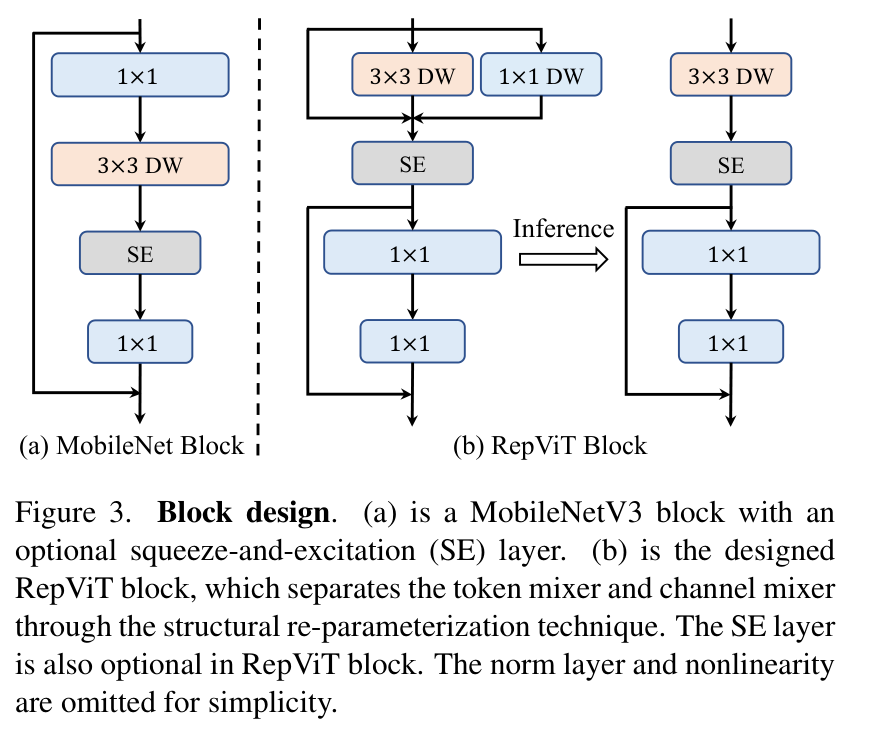 1×1
3×3 DW
SE
1×1
(a) MobileNet Block
3×3 DW
1×1 DW
SE
1×1
1×1
Inference
3×3 DW
SE
1×1
1×1
(b) RepViT Block
Figure 3. Block design. (a) is a MobileNetV3 block with an
optional squeeze-and-excitation (SE) layer. (b) is the designed
RepViT block, which separates the token mixer and channel mixer
through the structural re-parameterization technique. The SE layer
is also optional in RepViT block. The norm layer and nonlinearity
are omitted for simplicity.